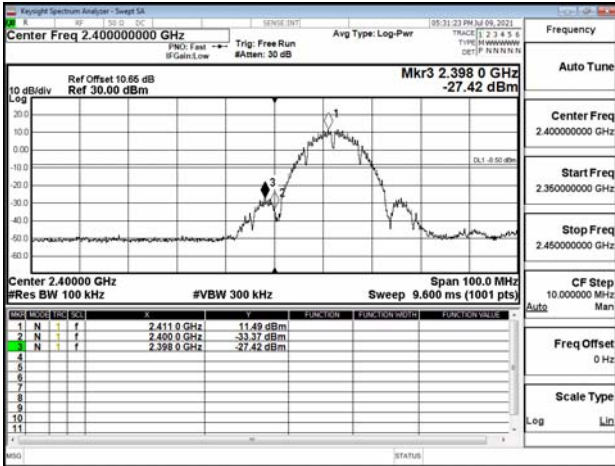 Keysight Spectrum Analyzer - Swept SA
R RF 50 Ω DC SENSE:INT 05:31:23 PM Jul 09, 2021
Center Freq 2.400000000 GHz
PNO: Fast
IFGain:Low
Trig: Free Run
#Atten: 30 dB
Avg Type: Log-Pwr
TRACE 1 2 3 4 5 6
TYPE M WWWWW
DET P N N N N N
Ref Offset 10.65 dB
Ref 30.00 dBm
10 dB/div
Log
Mkr3 2.398 0 GHz
-27.42 dBm
20.0
10.0
0.00
-10.0
-20.0
-30.0
-40.0
-50.0
-60.0
1
2
3
DL1 -8.50 dBm
Center 2.40000 GHz
#Res BW 100 kHz
#VBW 300 kHz
Span 100.0 MHz
Sweep 9.600 ms (1001 pts)
MKR MODE TRC SCL X Y FUNCTION FUNCTION WIDTH FUNCTION VALUE
1 N 1 f 2.411 0 GHz 11.49 dBm
2 N 1 f 2.400 0 GHz -33.37 dBm
3 N 1 f 2.398 0 GHz -27.42 dBm
4
5
6
7
8
9
10
11
MSG
STATUS
Frequency
Auto Tune
Center Freq
2.400000000 GHz
Start Freq
2.350000000 GHz
Stop Freq
2.450000000 GHz
CF Step
10.000000 MHz
Auto Man
Freq Offset
0 Hz
Scale Type
Log Lin